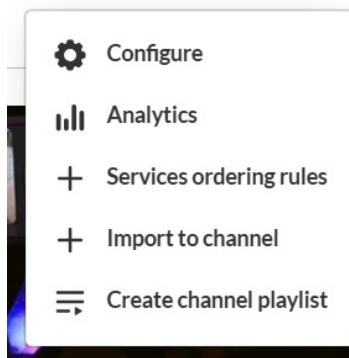 Configure
Analytics
Services ordering rules
Import to channel
Create channel playlist